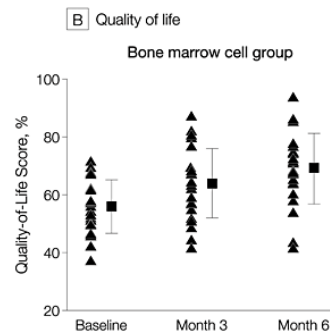 B Quality of life
Bone marrow cell group
Quality-of-Life Score, %
100
80
60
40
20
Baseline Month 3 Month 6